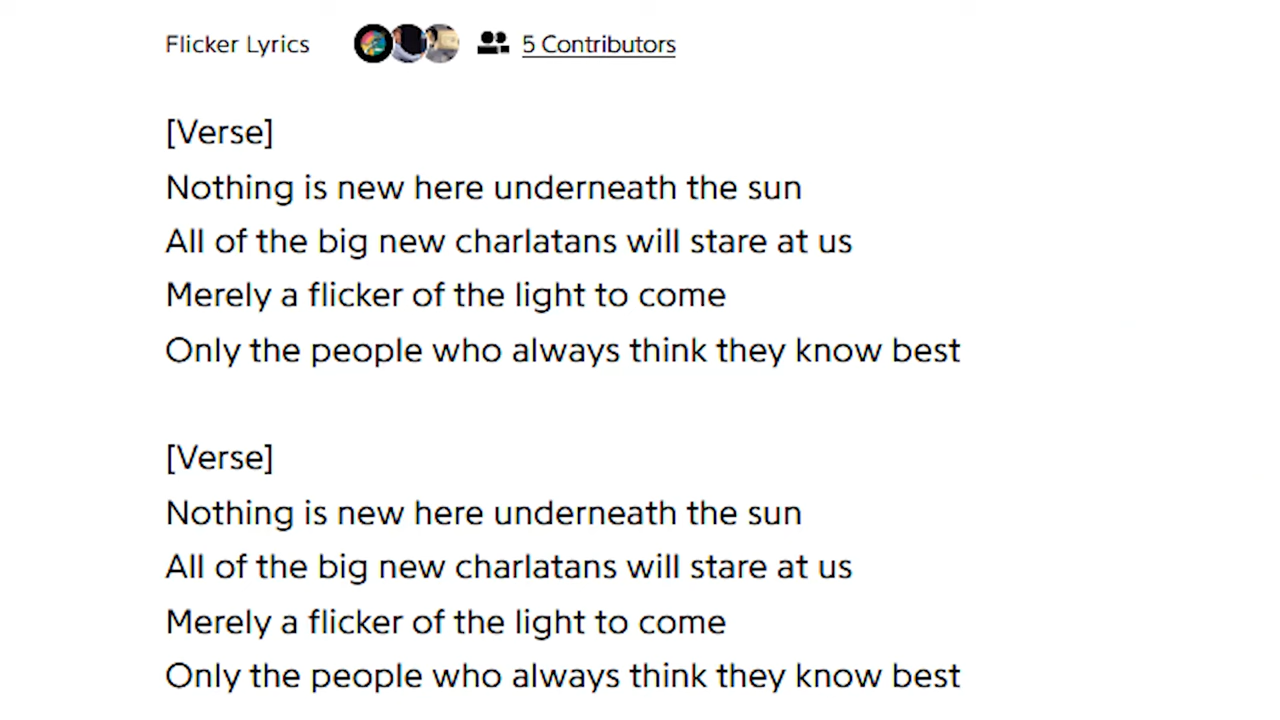 Flicker Lyrics 5 Contributors
[Verse]
Nothing is new here underneath the sun
All of the big new charlatans will stare at us
Merely a flicker of the light to come
Only the people who always think they know best
[Verse]
Nothing is new here underneath the sun
All of the big new charlatans will stare at us
Merely a flicker of the light to come
Only the people who always think they know best